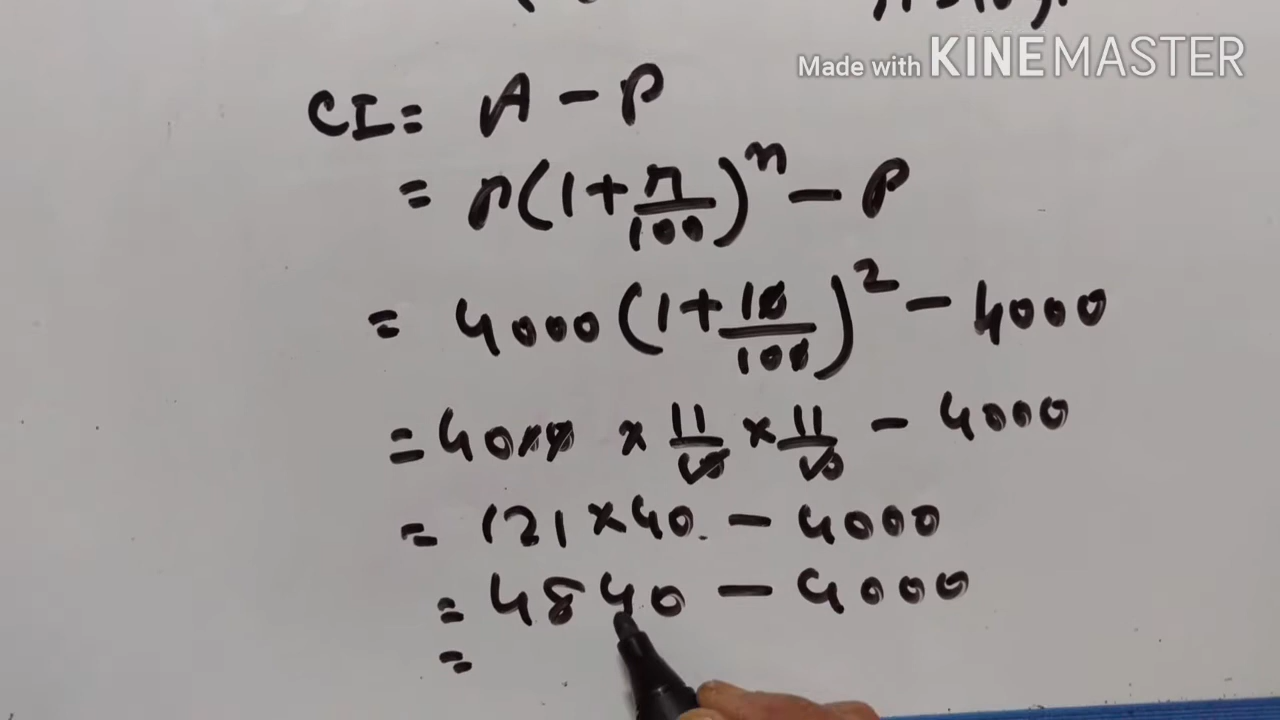 Made with KINEMASTER
CI = A - P
= P(1+r/100)^n - P
= 4000(1+10/100)^2 - 4000
= 4000 × 11/10 × 11/10 - 4000
= 121 × 40. - 4000
= 4840 - 4000
=